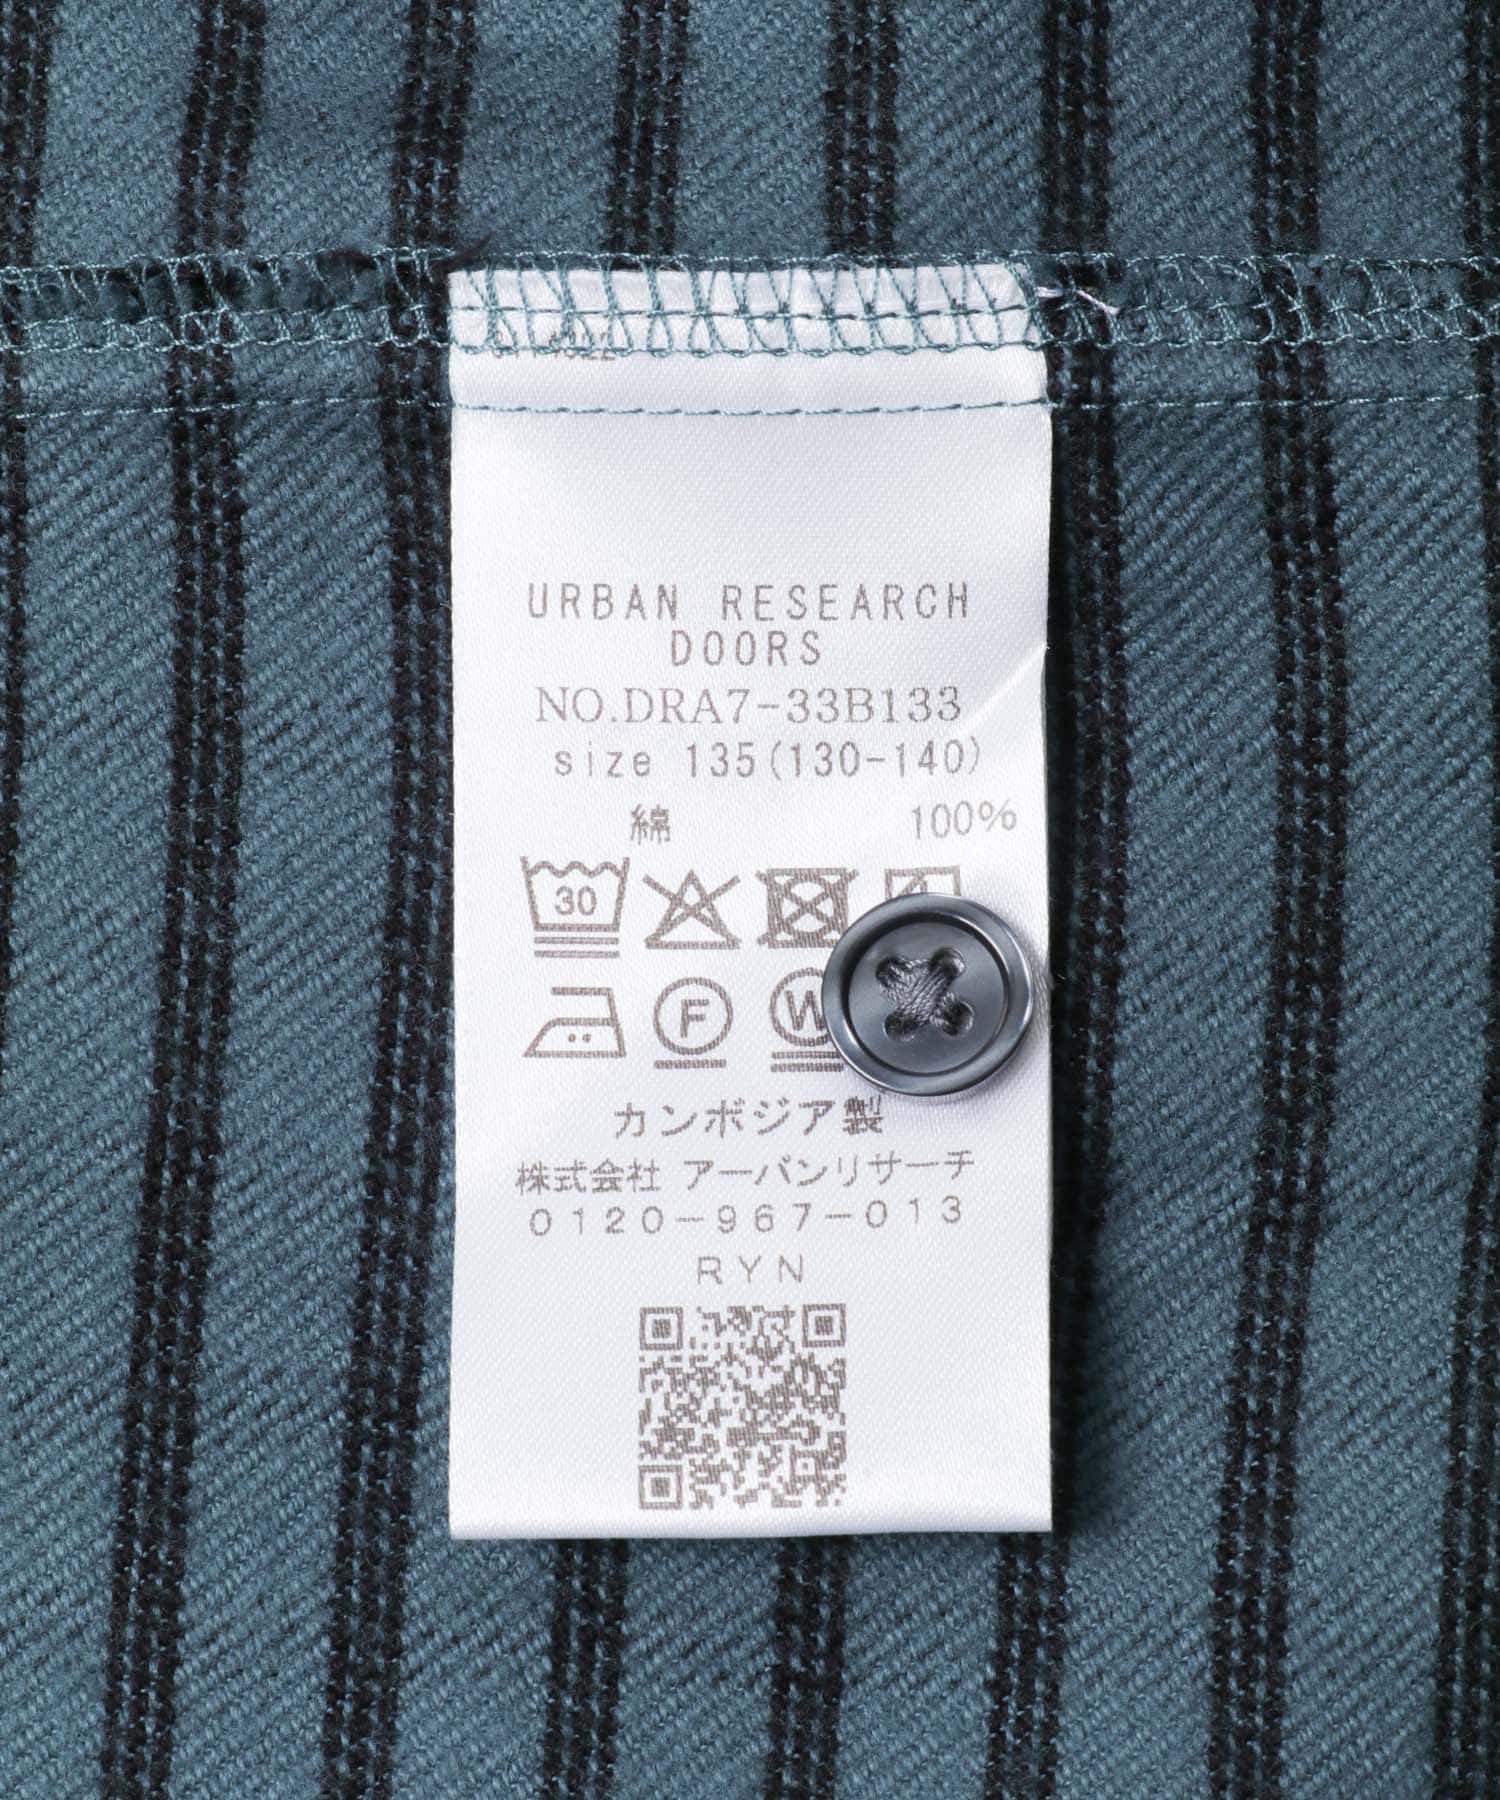 URBAN RESEARCH
DOORS
NO.DRA7-33B133
size 135(130-140)
綿 100%
30
F W
カンボジア製
株式会社 アーバンリサーチ
0120-967-013
RYN